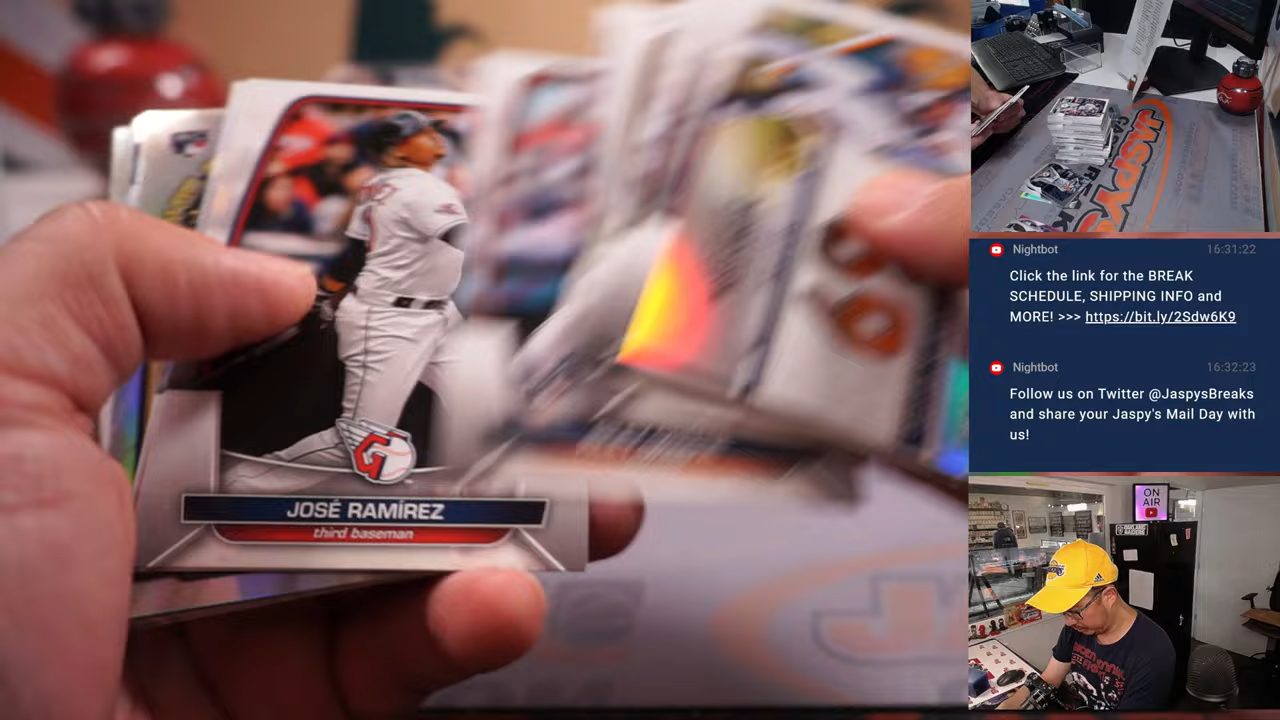 JOSÉ RAMÍREZ
third baseman
JASPY'S
Nightbot
16:31:22
Click the link for the BREAK
SCHEDULE, SHIPPING INFO and
MORE! >>> https://bit.ly/2Sdw6K9
Nightbot
16:32:23
Follow us on Twitter @JaspysBreaks
and share your Jaspy's Mail Day with
us!
ON
AIR